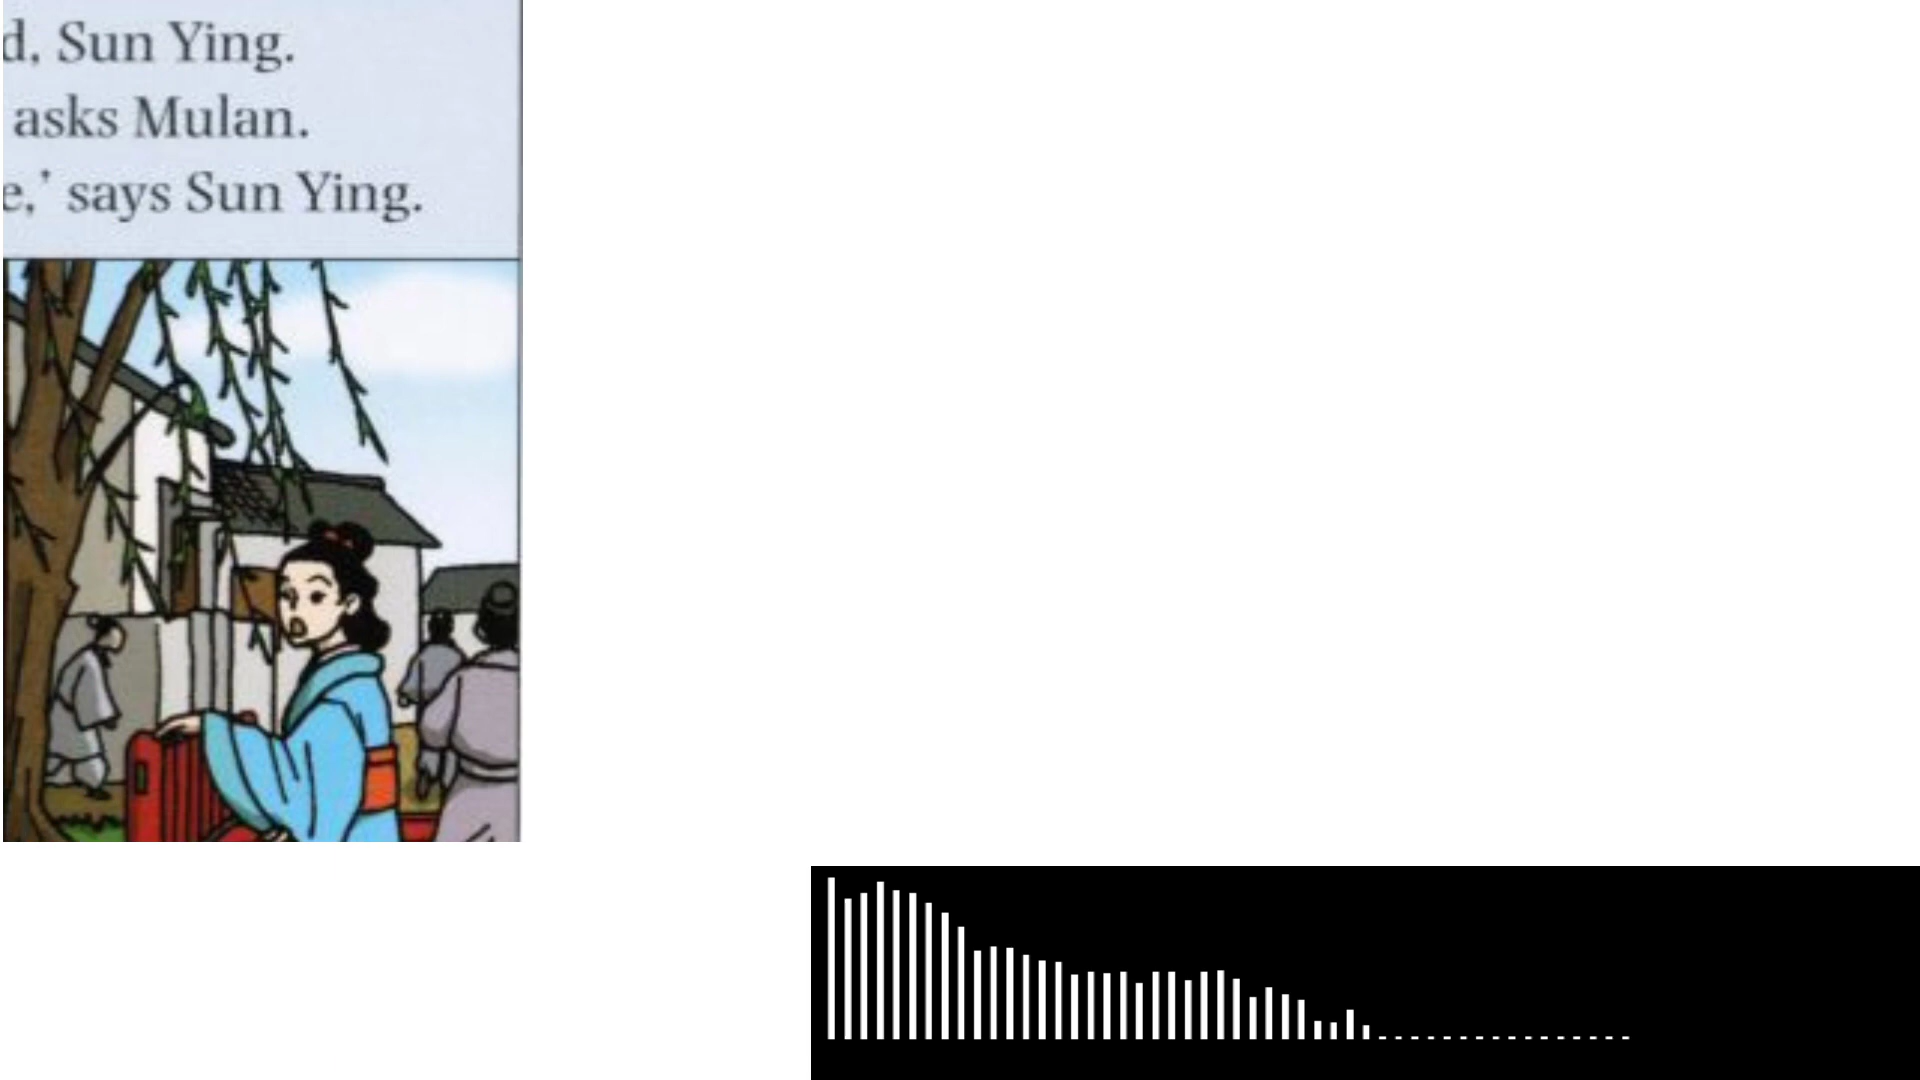 d, Sun Ying.
asks Mulan.
e,' says Sun Ying.